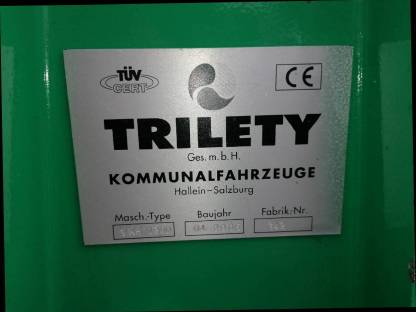 TÜV
CERT
CE
TRILETY
Ges.m.b.H.
KOMMUNALFAHRZEUGE
Hallein-Salzburg
Masch.-Type Baujahr Fabrik.-Nr.